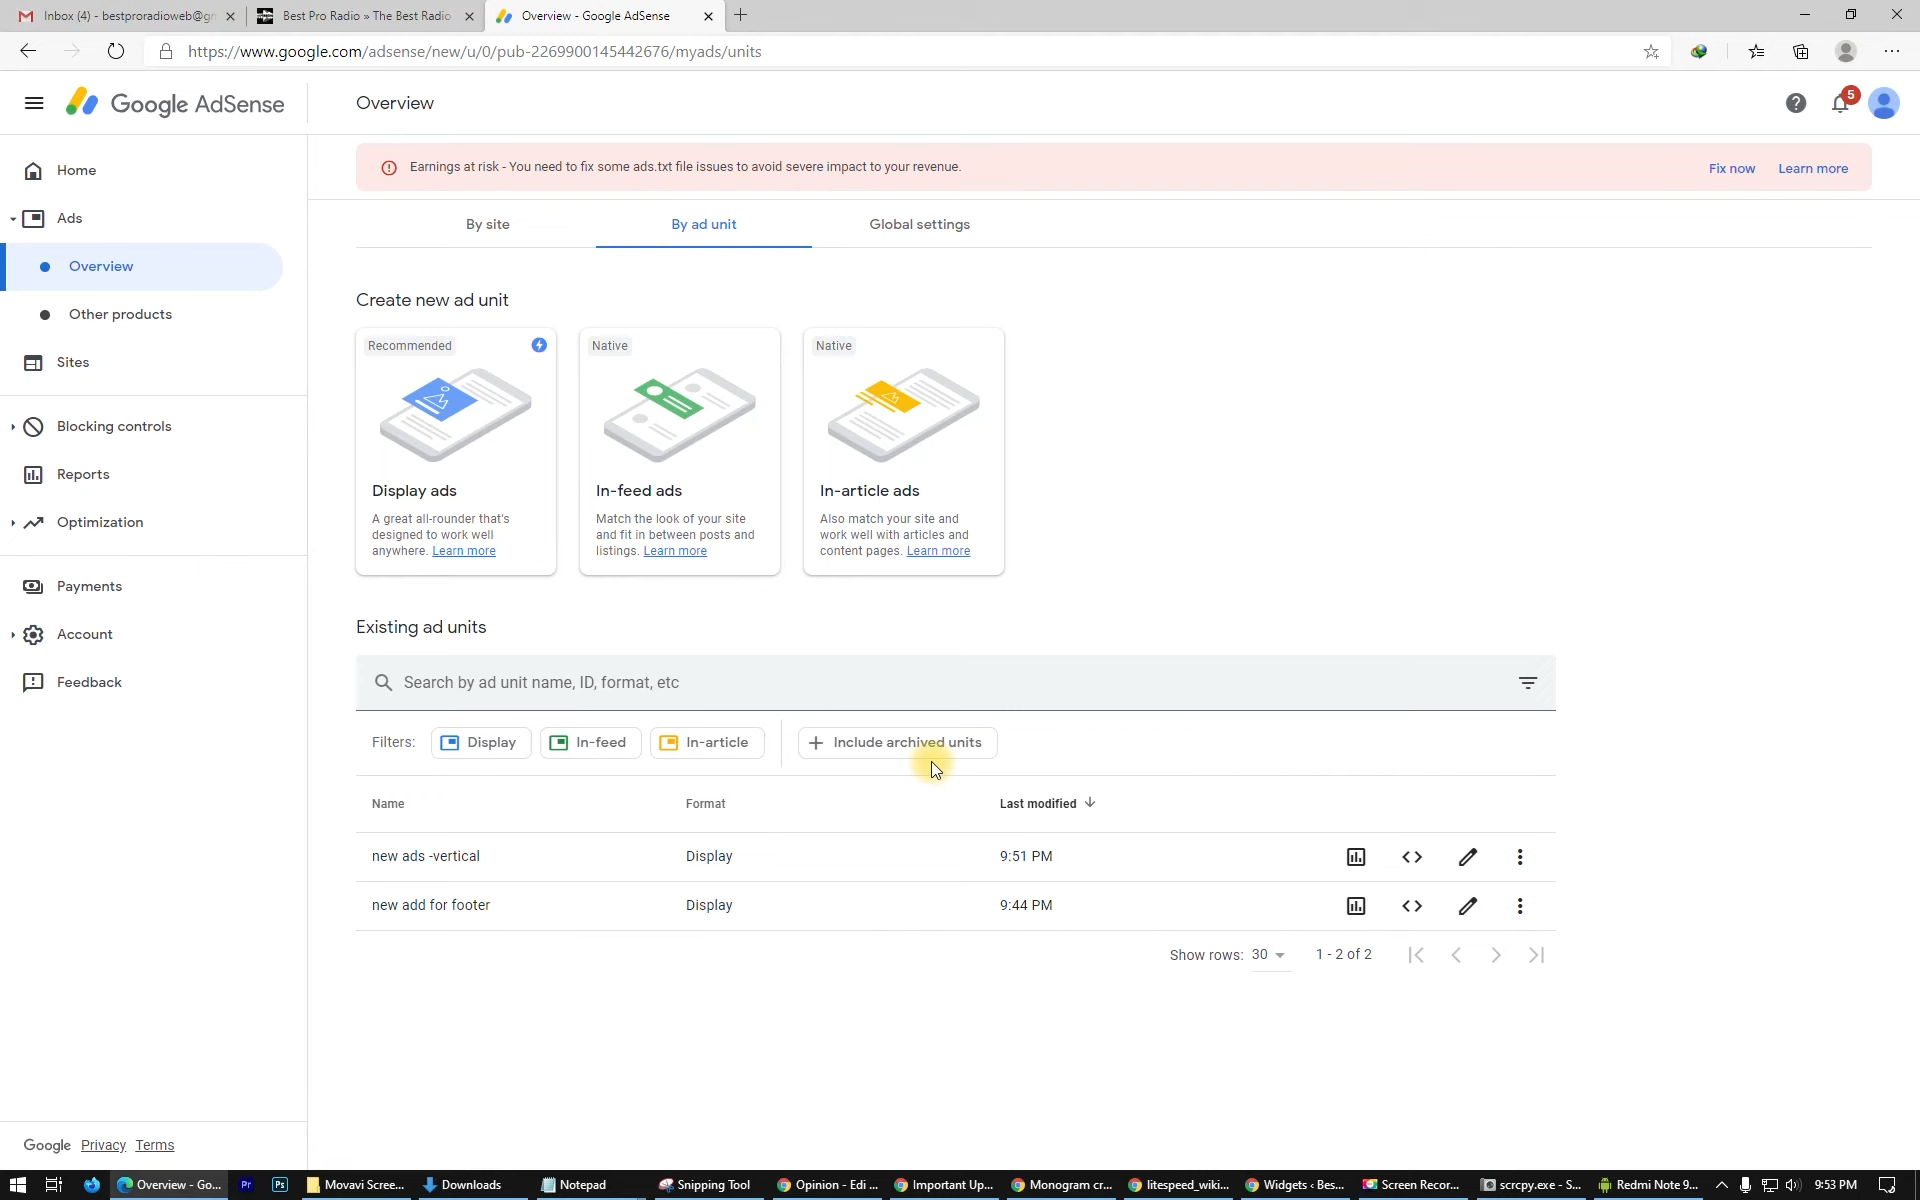 Inbox (4) - bestproradioweb@gm
Best Pro Radio » The Best Radio
Overview - Google AdSense
https://www.google.com/adsense/new/u/0/pub-2269900145442676/myads/units
Google AdSense
Overview
5
Home
Ads
Overview
Other products
Sites
Blocking controls
Reports
Optimization
Payments
Account
Feedback
Google Privacy Terms
Earnings at risk - You need to fix some ads.txt file issues to avoid severe impact to your revenue.
Fix now Learn more
By site By ad unit Global settings
Create new ad unit
Recommended
Display ads
A great all-rounder that's
designed to work well
anywhere. Learn more
Native
In-feed ads
Match the look of your site
and fit in between posts and
listings. Learn more
Native
In-article ads
Also match your site and
work well with articles and
content pages. Learn more
Existing ad units
Search by ad unit name, ID, format, etc
Filters: Display In-feed In-article Include archived units
Name Format Last modified
new ads -vertical Display 9:51 PM
new add for footer Display 9:44 PM
Show rows: 30 1 - 2 of 2
Overview - Go... Pr Ps Movavi Scree... Downloads Notepad Snipping Tool Opinion - Edi ... Important Up... Monogram cr... litespeed_wiki... Widgets ‹ Bes... Screen Recor... scrcpy.exe - S... Redmi Note 9... 9:53 PM